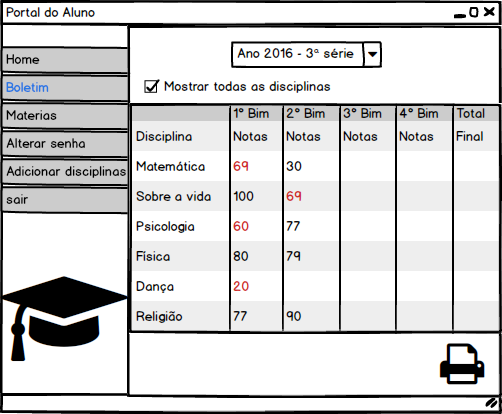 Portal do Aluno
Home
Boletim
Materias
Alterar senha
Adicionar disciplinas
sair
Ano 2016 - 3ª série
Mostrar todas as disciplinas
1º Bim 2º Bim 3º Bim 4º Bim Total
Disciplina Notas Notas Notas Notas Final
Matemática 69 30
Sobre a vida 100 69
Psicologia 60 77
Física 80 79
Dança 20
Religião 77 90